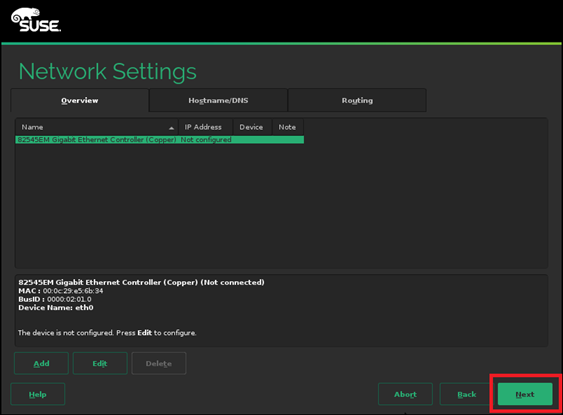 SUSE.
Network Settings
Overview Hostname/DNS Routing
Name IP Address Device Note
82545EM Gigabit Ethernet Controller (Copper) Not configured
82545EM Gigabit Ethernet Controller (Copper) (Not connected)
MAC : 00:0c:29:e5:6b:34
BusID : 0000:02:01.0
Device Name: eth0
The device is not configured. Press Edit to configure.
Add Edit Delete
Help Abort Back Next